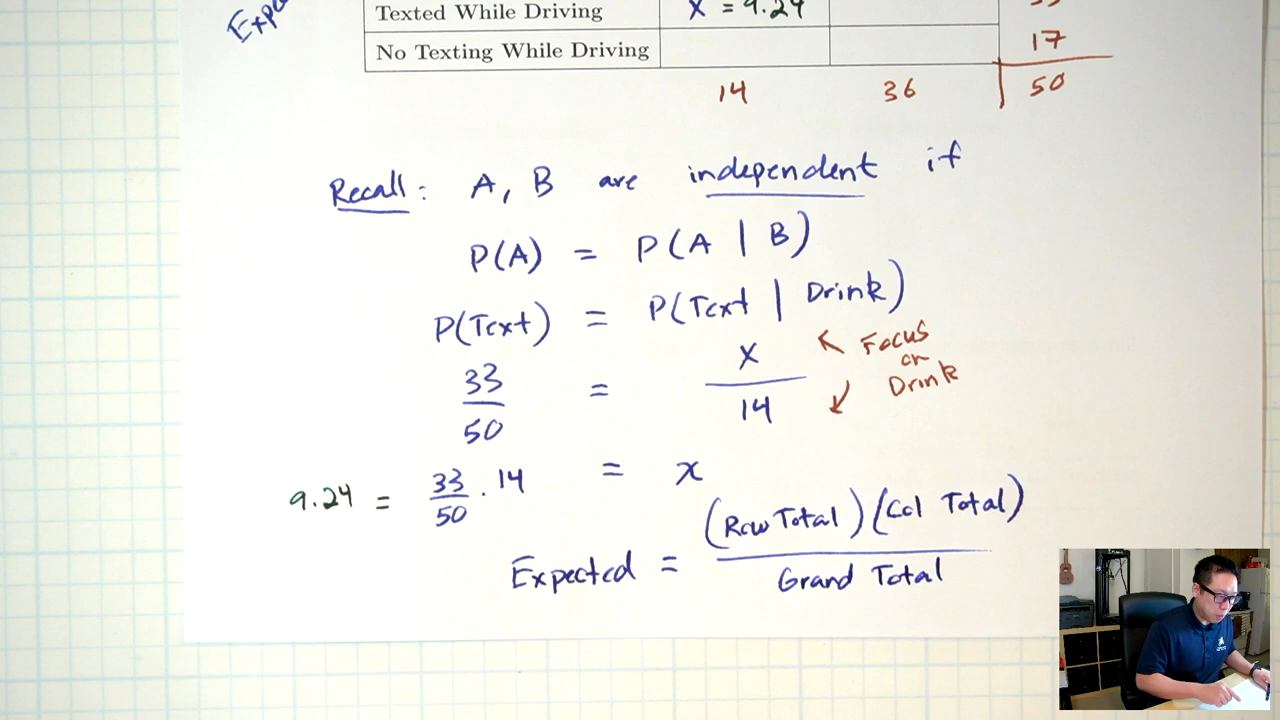 Expe
Texted While Driving x = 9.24
No Texting While Driving 17
14 36 50
Recall: A, B are independent if
P(A) = P(A | B)
P(Text) = P(Text | Drink)
33/50 = x/14 Focus on Drink
9.24 = 33/50 . 14 = x
Expected = (Row Total)(Col Total)/Grand Total